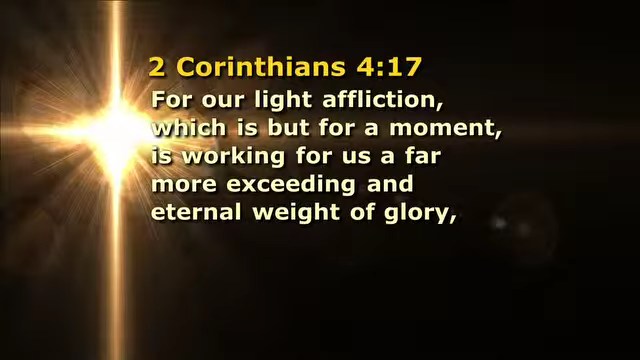 2 Corinthians 4:17
For our light affliction,
which is but for a moment,
is working for us a far
more exceeding and
eternal weight of glory,